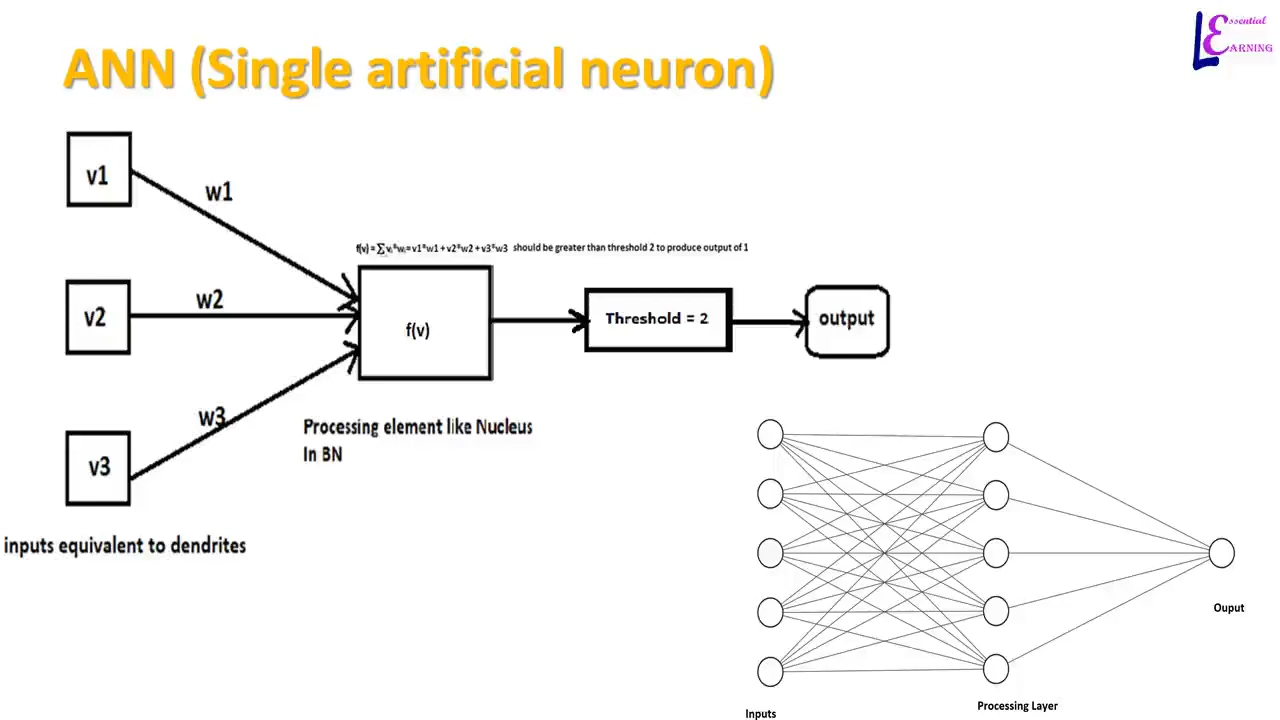 ANN (Single artificial neuron)
L Essential
EARNING
v1
w1
f(v) = ∑vᵢ*wᵢ= v1*w1 + v2*w2 + v3*w3 should be greater than threshold 2 to produce output of 1
v2
w2
f(v)
Threshold = 2
output
w3
v3
Processing element like Nucleus
In BN
inputs equivalent to dendrites
Ouput
Inputs
Processing Layer